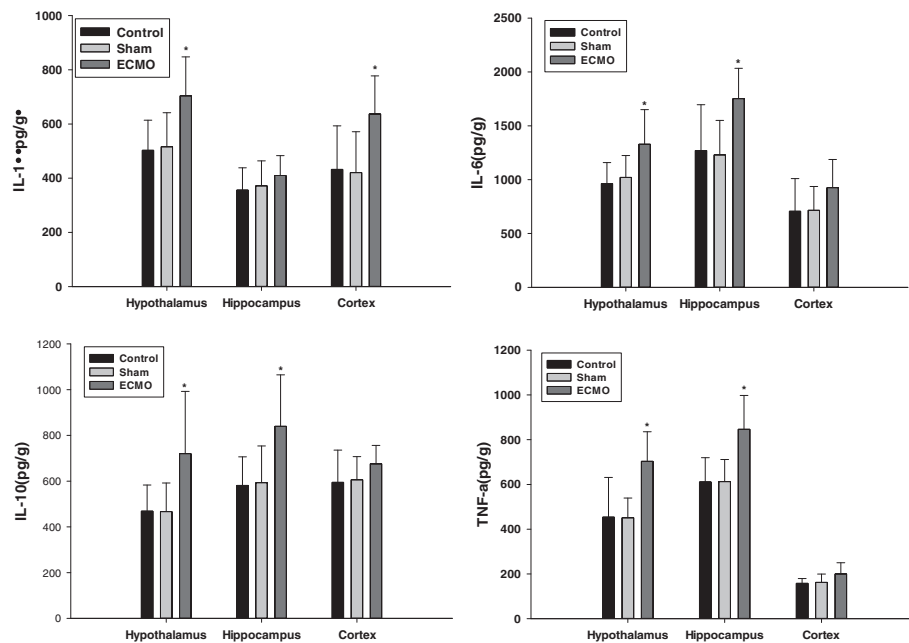 1000
800
600
400
200
0
IL-1••pg/g•
Control
Sham
ECMO
*
*
Hypothalamus Hippocampus Cortex
2500
2000
1500
1000
500
0
IL-6(pg/g)
Control
Sham
ECMO
*
*
Hypothalamus Hippocampus Cortex
1200
1000
800
600
400
200
0
IL-10(pg/g)
Control
Sham
ECMO
*
*
Hypothalamus Hippocampus Cortex
1200
1000
800
600
400
200
0
TNF-a(pg/g)
Control
Sham
ECMO
*
*
Hypothalamus Hippocampus Cortex